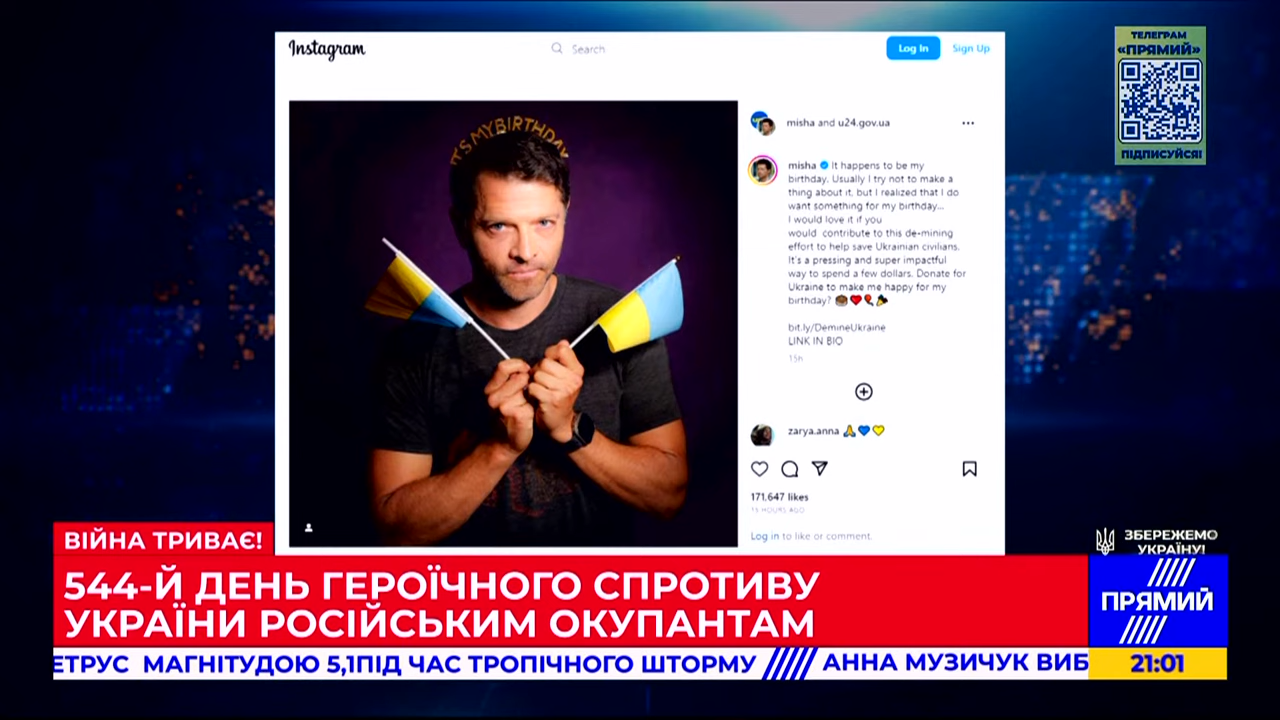 Instagram
Search
Log In
Sign Up
IT'S MY BIRTHDAY
misha and u24.gov.ua
misha It happens to be my
birthday. Usually I try not to make a
thing about it, but I realized that I do
want something for my birthday...
I would love it if you
would contribute to this de-mining
effort to help save Ukrainian civilians.
It's a pressing and super impactful
way to spend a few dollars. Donate for
Ukraine to make me happy for my
birthday? 🎂❤️🎈🎉
bit.ly/DemineUkraine
LINK IN BIO
15h
zarya.anna 🙏💙💛
171,647 likes
15 HOURS AGO
Log in to like or comment.
ТЕЛЕГРАМ
«ПРЯМИЙ»
ПІДПИСУЙСЯ!
ВІЙНА ТРИВАЄ!
544-Й ДЕНЬ ГЕРОЇЧНОГО СПРОТИВУ
УКРАЇНИ РОСІЙСЬКИМ ОКУПАНТАМ
ЕТРУС МАГНІТУДОЮ 5,1ПІД ЧАС ТРОПІЧНОГО ШТОРМУ //// АННА МУЗИЧУК ВИБ
ЗБЕРЕЖЕМО
УКРАЇНУ!
ПРЯМИЙ
21:01